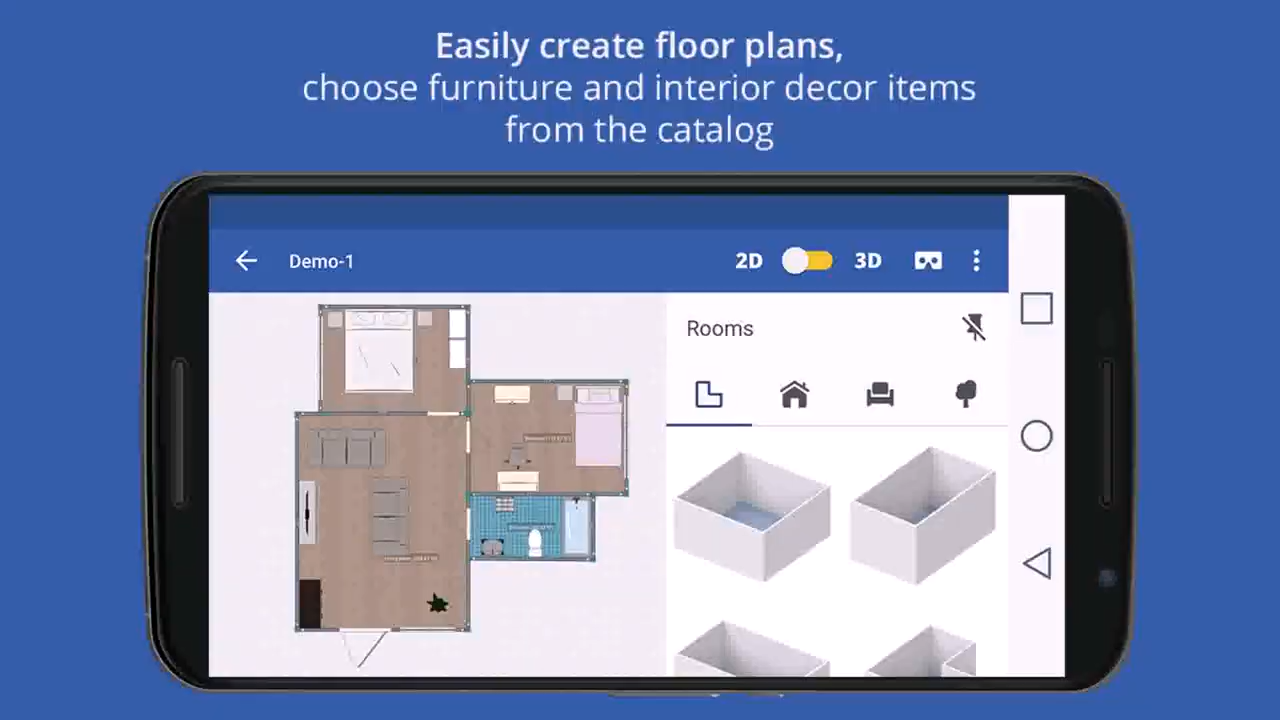 Easily create floor plans,
choose furniture and interior decor items
from the catalog
Demo-1
2D
3D
Rooms